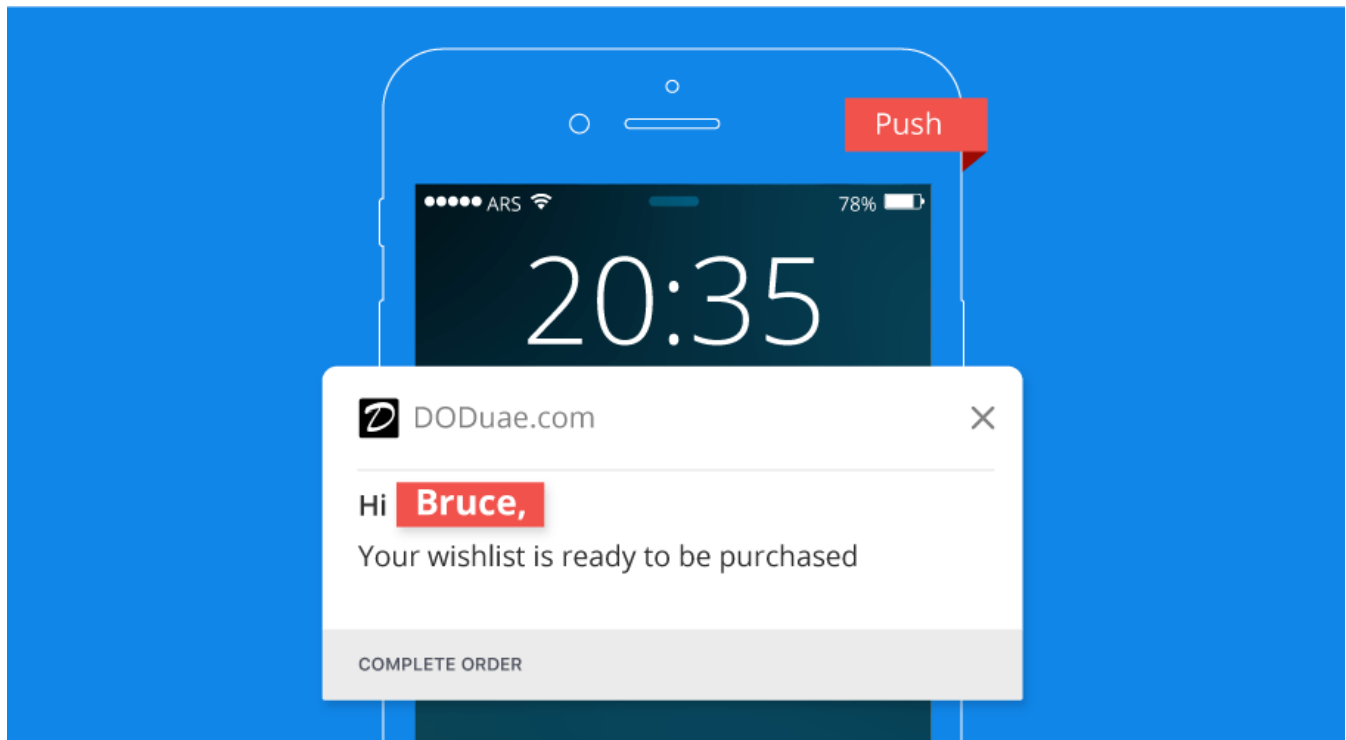 Push
ARS 78%
20:35
D DODuae.com
Hi Bruce,
Your wishlist is ready to be purchased
COMPLETE ORDER